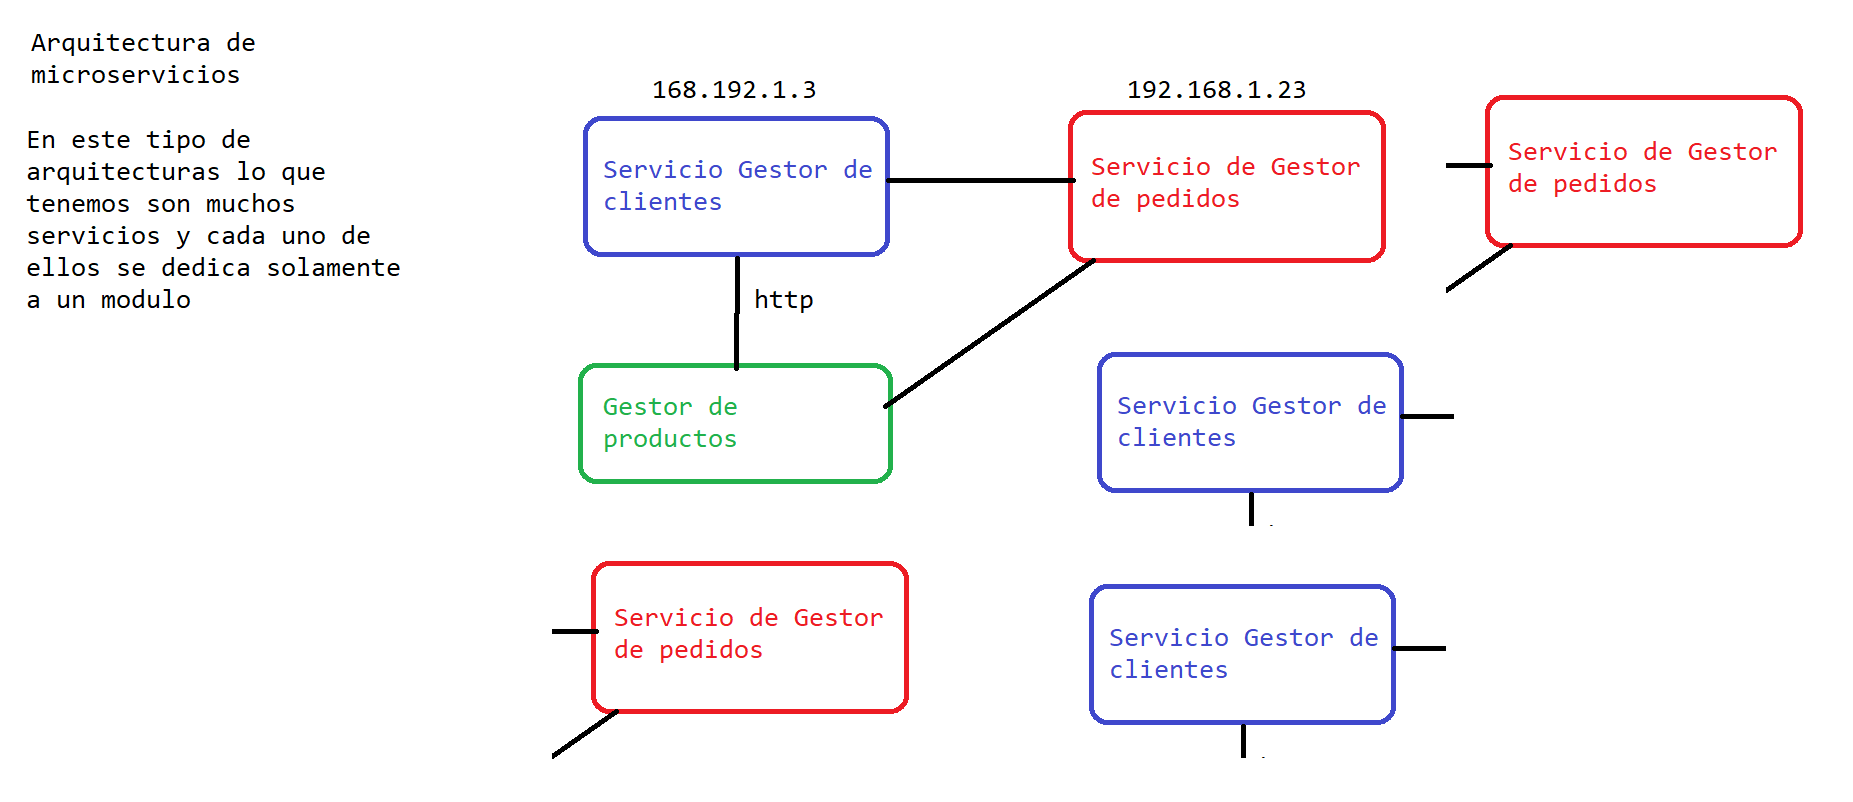 Arquitectura de
microservicios
En este tipo de
arquitecturas lo que
tenemos son muchos
servicios y cada uno de
ellos se dedica solamente
a un modulo
168.192.1.3
Servicio Gestor de
clientes
http
Gestor de
productos
192.168.1.23
Servicio de Gestor
de pedidos
Servicio de Gestor
de pedidos
Servicio Gestor de
clientes
Servicio de Gestor
de pedidos
Servicio Gestor de
clientes